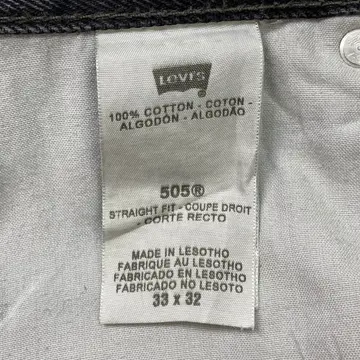 LEVI'S
100% COTTON - COTON -
ALGODÓN - ALGODÃO
505®
STRAIGHT FIT - COUPE DROIT
- CORTE RECTO
MADE IN LESOTHO
FABRIQUE AU LESOTHO
FABRICADO EN LESOTHO
FABRICADO NO LESOTHO
33 X 32